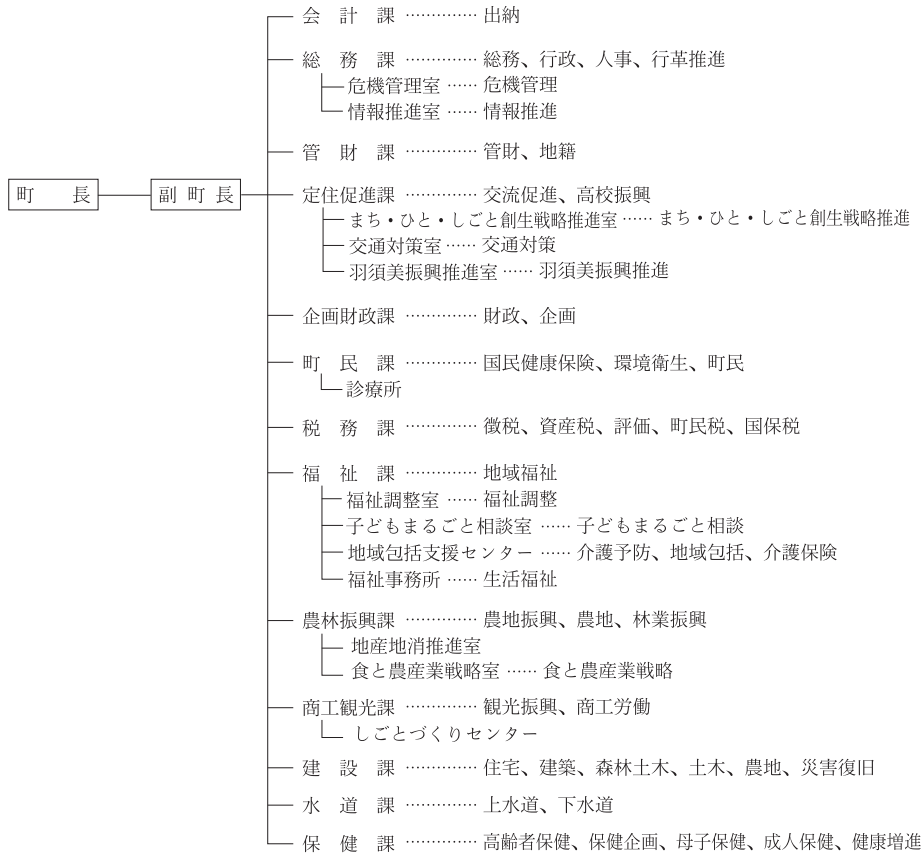 会計課 ………… 出納
総務課 ………… 総務、行政、人事、行革推進
危機管理室 …… 危機管理
情報推進室 …… 情報推進
管財課 ………… 管財、地籍
町長
副町長
定住促進課 ………… 交流促進、高校振興
まち・ひと・しごと創生戦略推進室 …… まち・ひと・しごと創生戦略推進
交通対策室 …… 交通対策
羽須美振興推進室 …… 羽須美振興推進
企画財政課 ………… 財政、企画
町民課 ………… 国民健康保険、環境衛生、町民
診療所
税務課 ………… 徴税、資産税、評価、町民税、国保税
福祉課 ………… 地域福祉
福祉調整室 …… 福祉調整
子どもまるごと相談室 …… 子どもまるごと相談
地域包括支援センター …… 介護予防、地域包括、介護保険
福祉事務所 …… 生活福祉
農林振興課 ………… 農地振興、農地、林業振興
地産地消推進室
食と農産業戦略室 …… 食と農産業戦略
商工観光課 ………… 観光振興、商工労働
しごとづくりセンター
建設課 ………… 住宅、建築、森林土木、土木、農地、災害復旧
水道課 ………… 上水道、下水道
保健課 ………… 高齢者保健、保健企画、母子保健、成人保健、健康増進